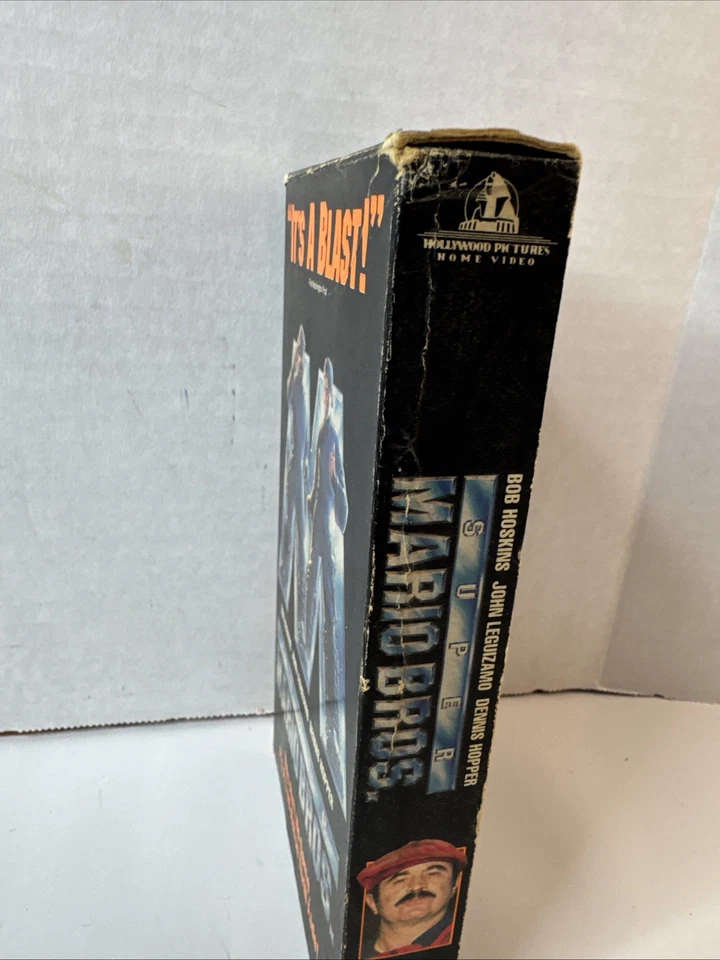 "IT'S A BLAST!"
HOLLYWOOD PICTURES
HOME VIDEO
BOB HOSKINS JOHN LEGUIZAMO DENNIS HOPPER
SUPER
MARIO BROS.